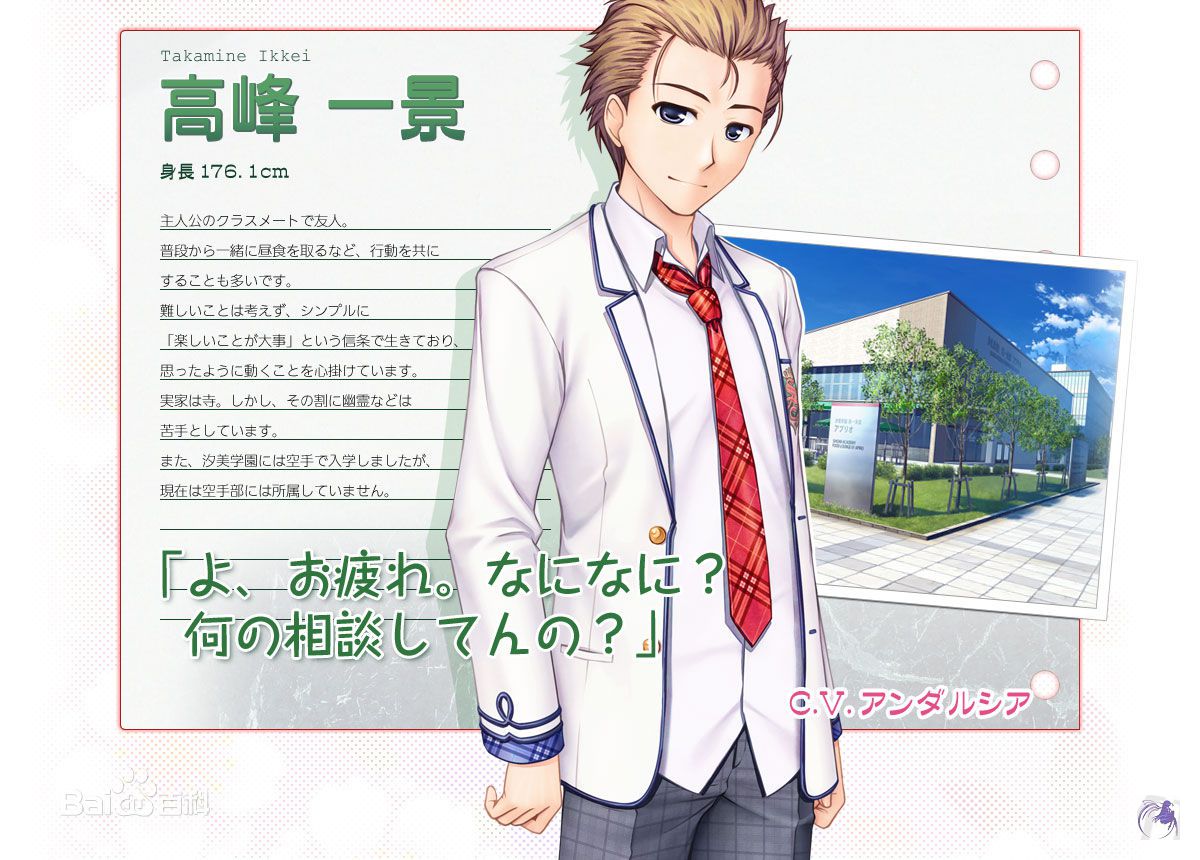 Takamine Ikkei
高峰 一景
身長 176.1cm
主人公のクラスメートで友人。
普段から一緒に昼食を取るなど、行動を共に
することも多いです。
難しいことは考えず、シンプルに
「楽しいことが大事」という信条で生きており、
思ったように動くことを心掛けています。
実家は寺。しかし、その割に幽霊などは
苦手としています。
また、汐美学園には空手で入学しましたが、
現在は空手部には所属していません。
「よ、お疲れ。なになに？
何の相談してんの？」
アプリオ
C.V.アンダルシア
Bai du 百科